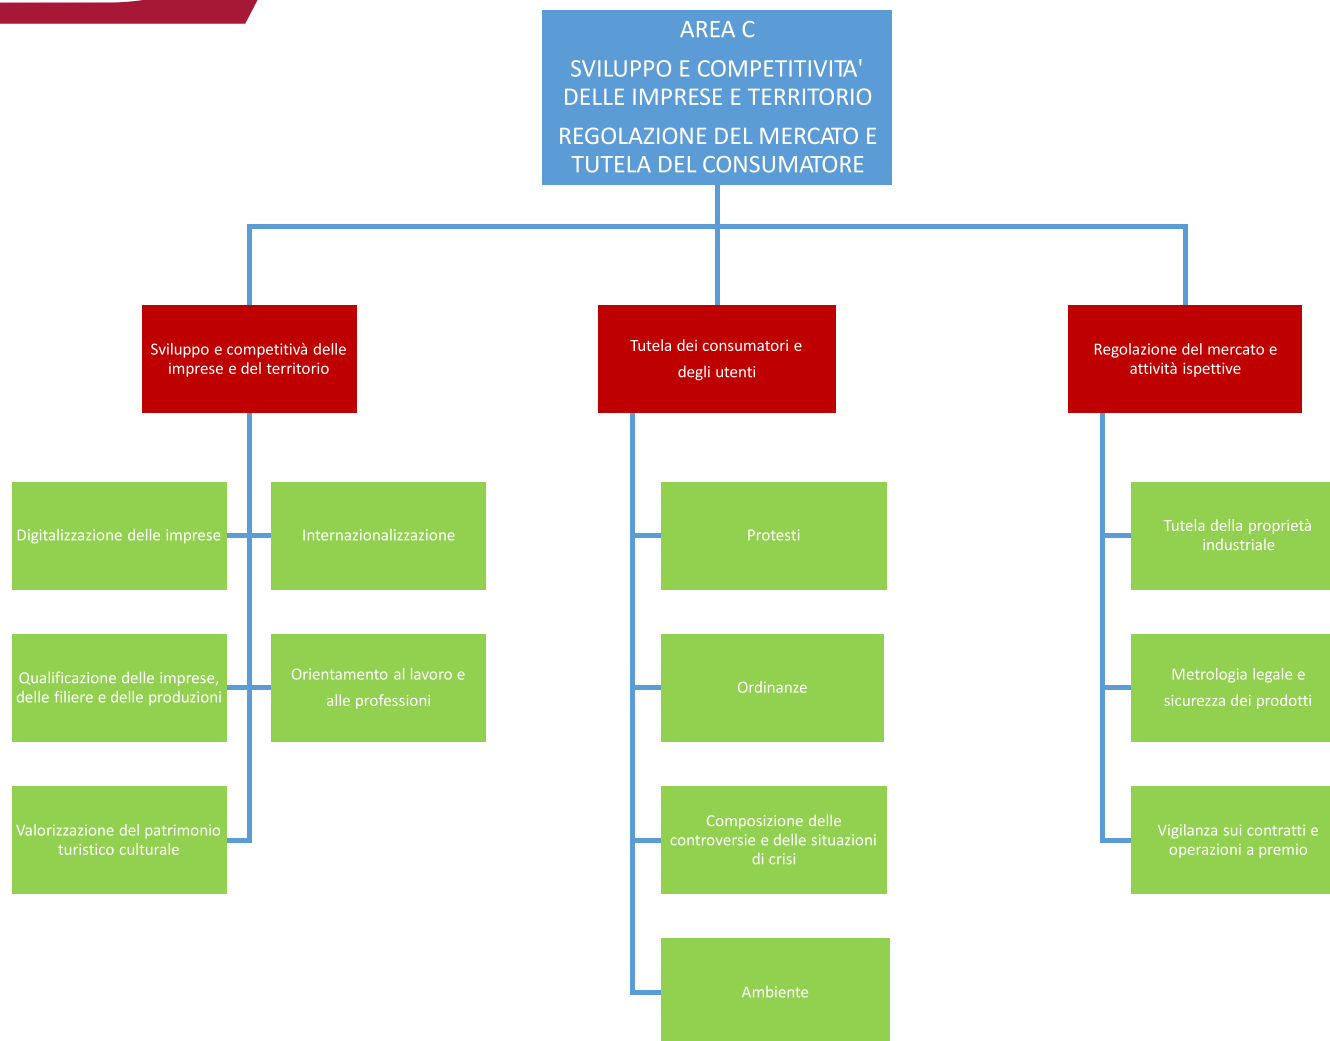 AREA C
SVILUPPO E COMPETITIVITA'
DELLE IMPRESE E TERRITORIO
REGOLAZIONE DEL MERCATO E
TUTELA DEL CONSUMATORE
Sviluppo e competitivà delle
imprese e del territorio
Tutela dei consumatori e
degli utenti
Regolazione del mercato e
attività ispettive
Digitalizzazione delle imprese
Internazionalizzazione
Qualificazione delle imprese,
delle filiere e delle produzioni
Orientamento al lavoro e
alle professioni
Valorizzazione del patrimonio
turistico culturale
Protesti
Ordinanze
Composizione delle
controversie e delle situazioni
di crisi
Ambiente
Tutela della proprietà
industriale
Metrologia legale e
sicurezza dei prodotti
Vigilanza sui contratti e
operazioni a premio